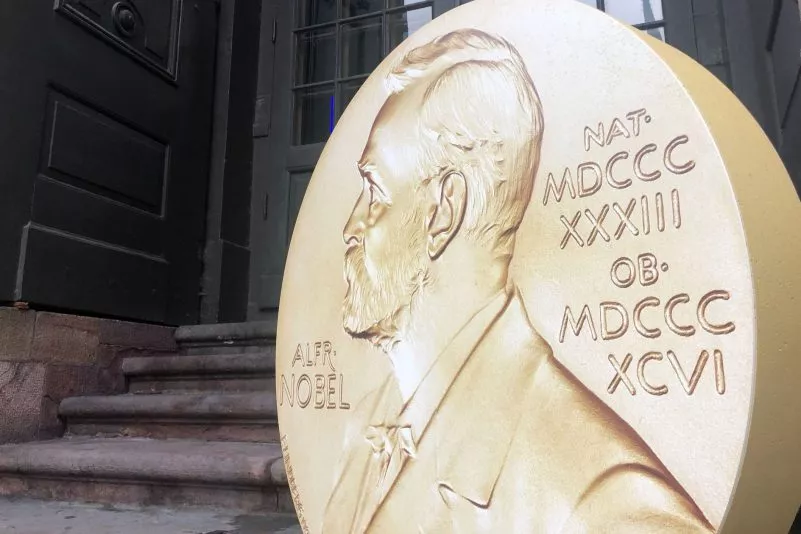 ALFR·
NOBEL
NAT·
MDCCC
XXXIII
OB·
MDCCC
XCVI